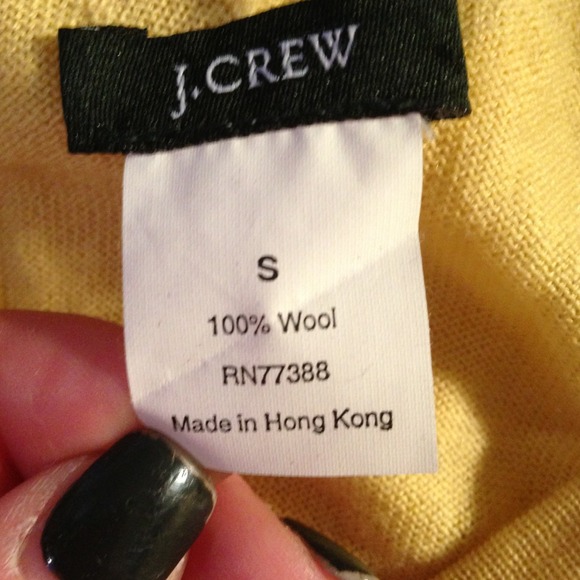 J.CREW
S
100% Wool
RN77388
Made in Hong Kong